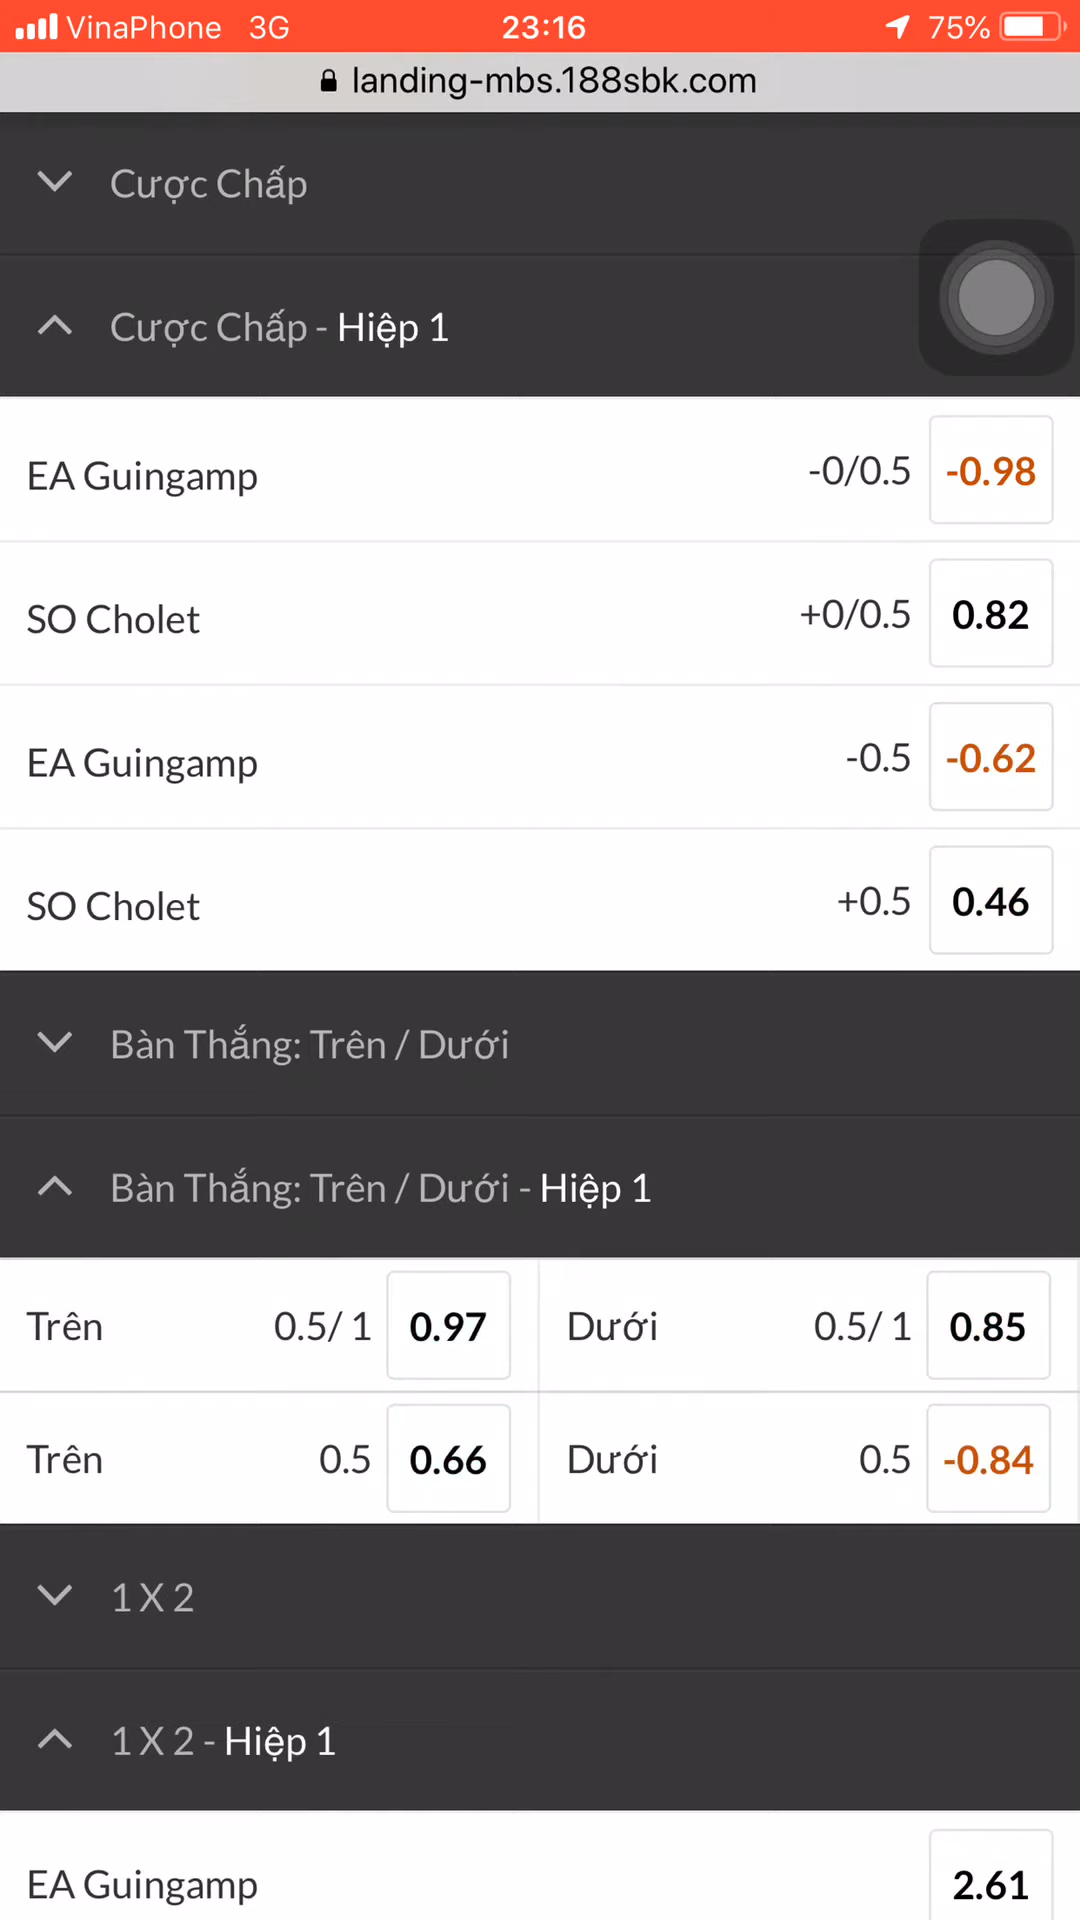 VinaPhone 3G 23:16 75%
landing-mbs.188sbk.com
Cược Chấp
Cược Chấp - Hiệp 1
EA Guingamp -0/0.5 -0.98
SO Cholet +0/0.5 0.82
EA Guingamp -0.5 -0.62
SO Cholet +0.5 0.46
Bàn Thắng: Trên / Dưới
Bàn Thắng: Trên / Dưới - Hiệp 1
Trên 0.5/ 1 0.97 Dưới 0.5/ 1 0.85
Trên 0.5 0.66 Dưới 0.5 -0.84
1 X 2
1 X 2 - Hiệp 1
EA Guingamp 2.61